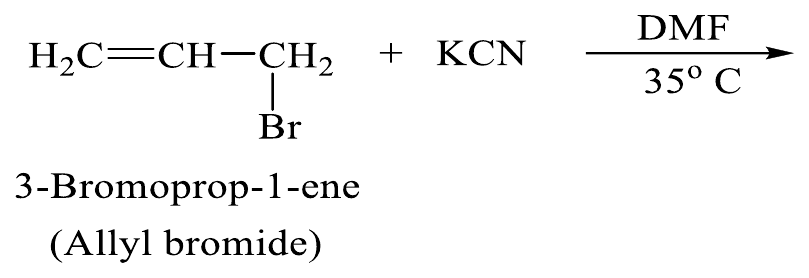 H₂C=CH—CH₂ + KCN DMF
35° C
Br
3-Bromoprop-1-ene
(Allyl bromide)